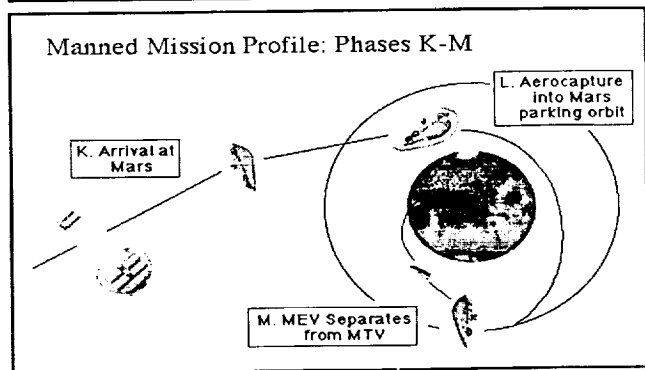 Manned Mission Profile: Phases K-M
L. Aerocapture
into Mars
parking orbit
K. Arrival at
Mars
M. MEV Separates
from MTV